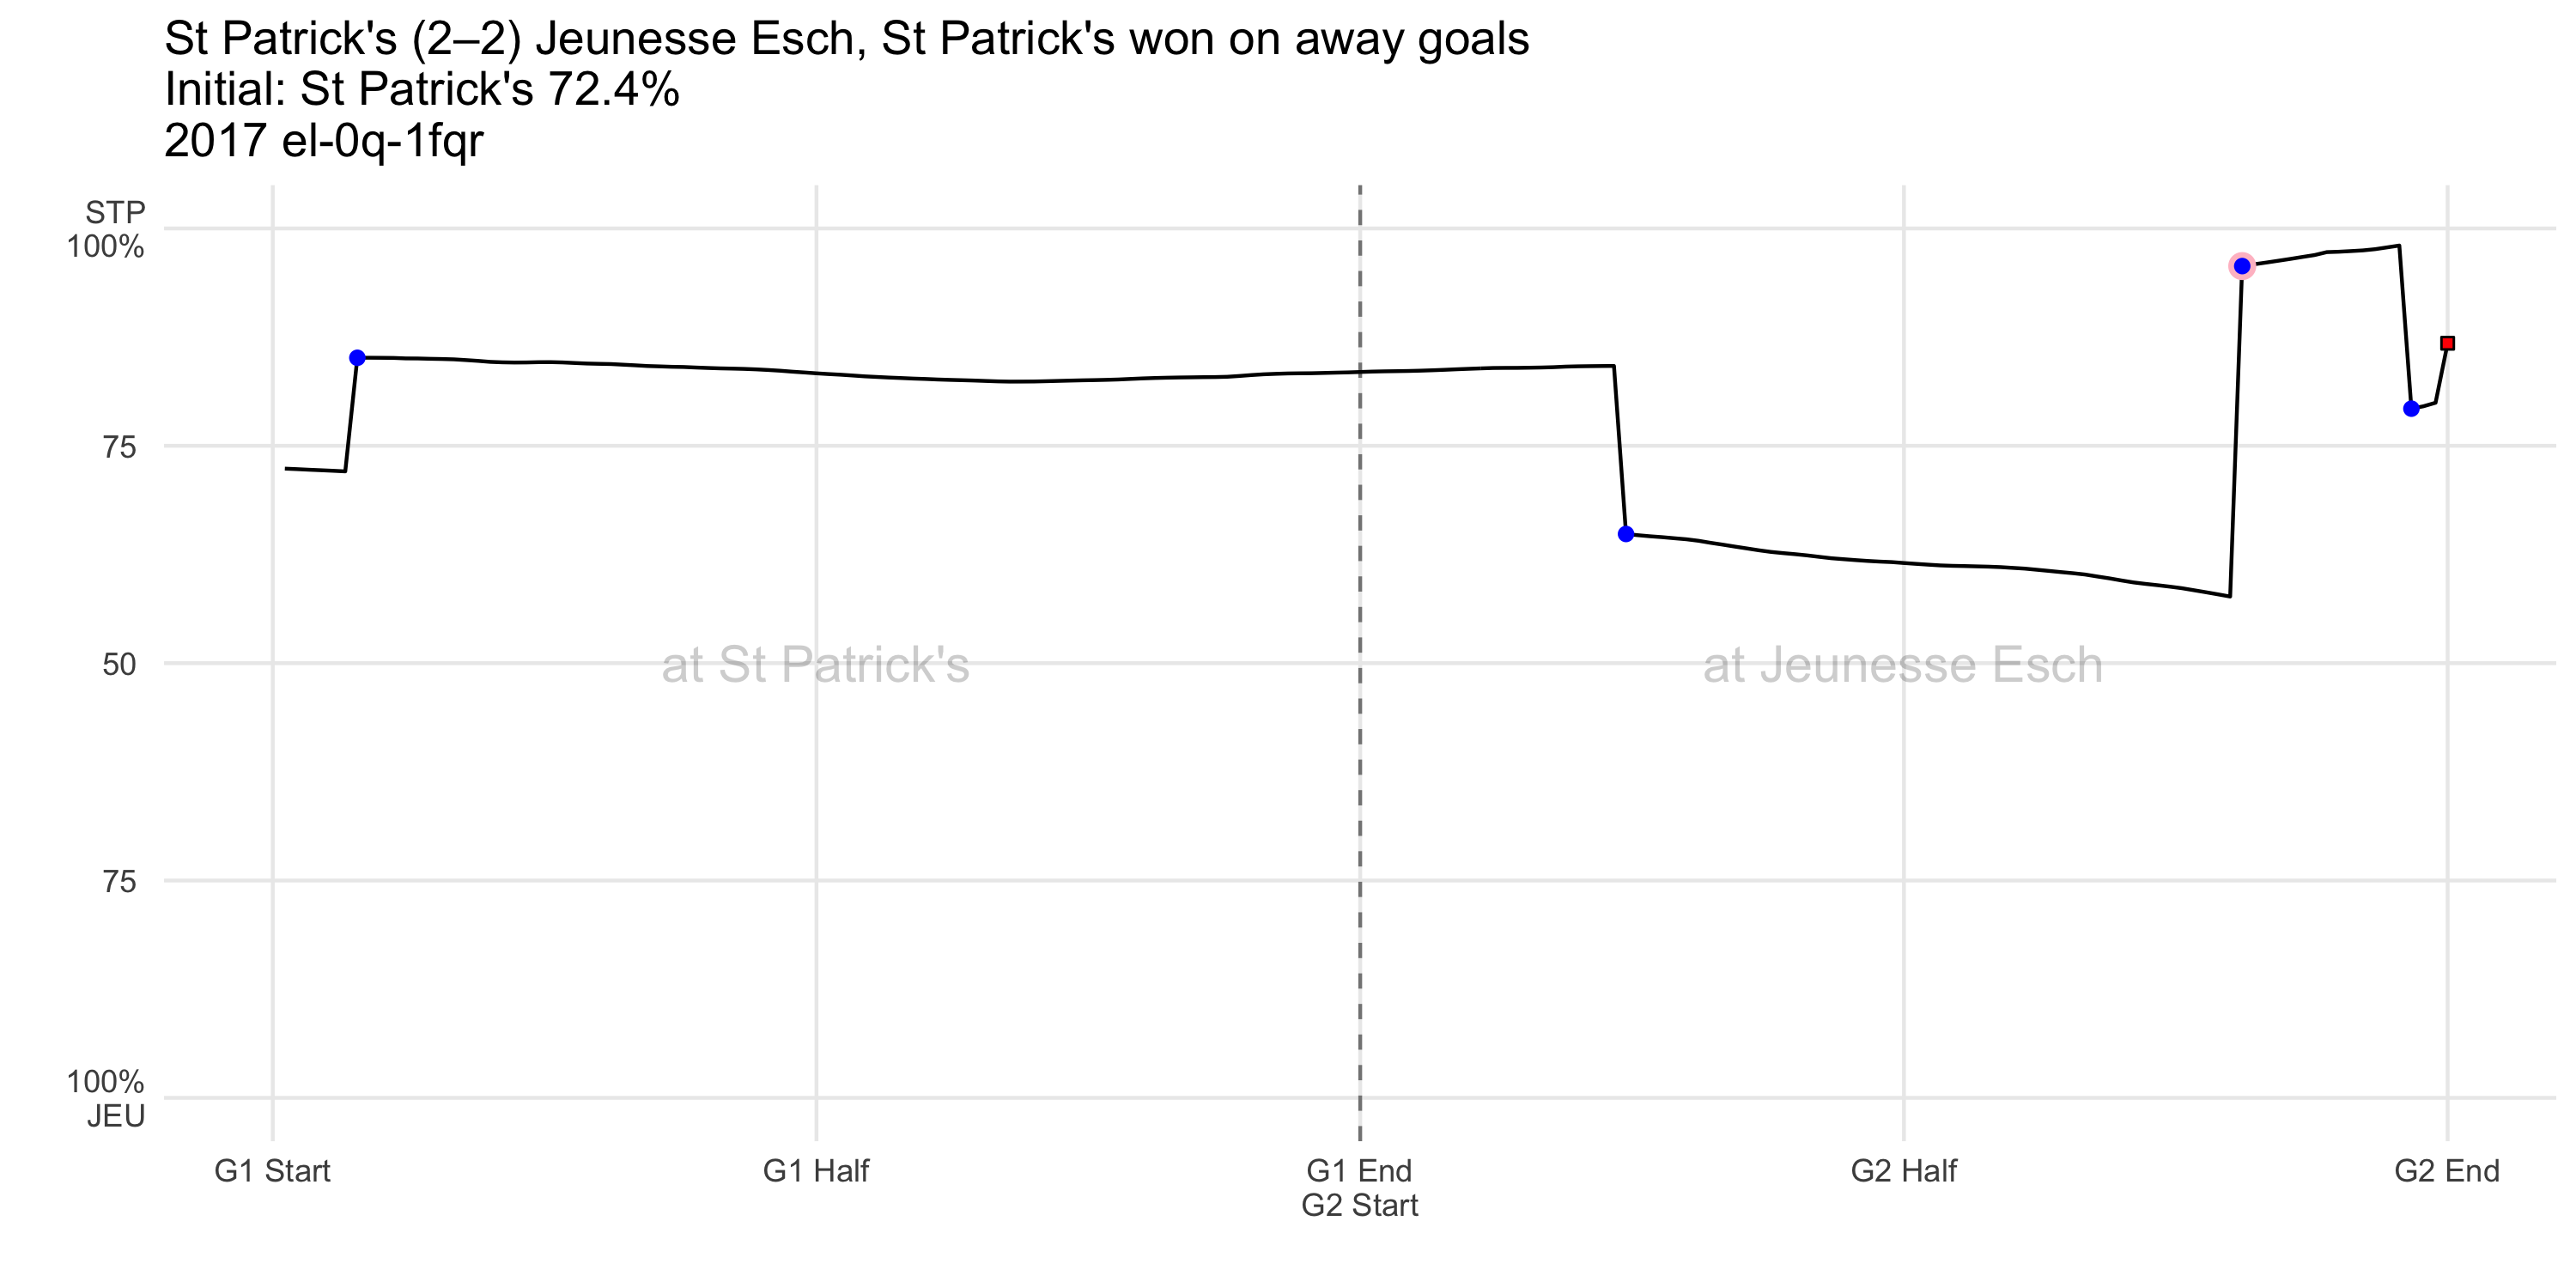 St Patrick's (2–2) Jeunesse Esch, St Patrick's won on away goals
Initial: St Patrick's 72.4%
2017 el-0q-1fqr
STP
100%
75
50
75
100%
JEU
at St Patrick's
at Jeunesse Esch
G1 Start
G1 Half
G1 End
G2 Start
G2 Half
G2 End